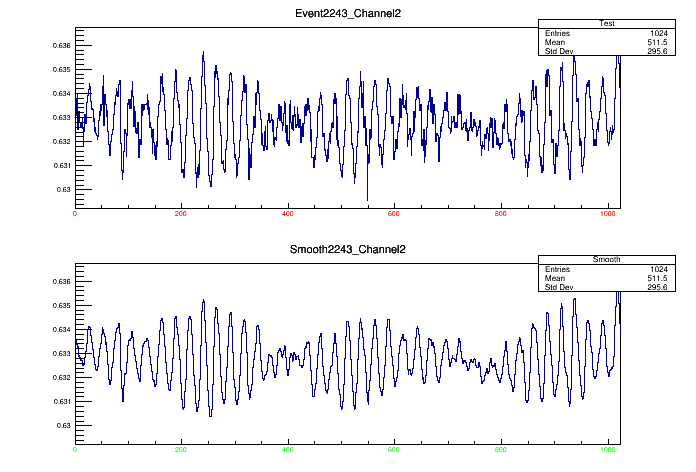 Event2243_Channel2
Test
Entries 1024
Mean 511.5
Std Dev 295.6
0.636
0.635
0.634
0.633
0.632
0.631
0.63
0 200 400 600 800 1000
Smooth2243_Channel2
Smooth
Entries 1024
Mean 511.5
Std Dev 295.6
0.636
0.635
0.634
0.633
0.632
0.631
0.63
0 200 400 600 800 1000